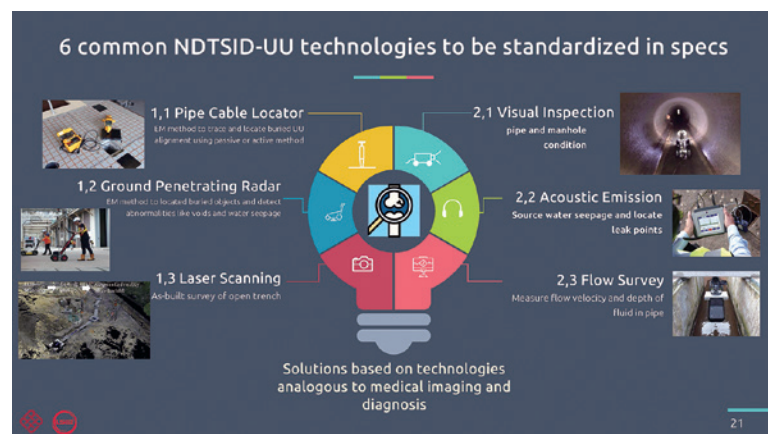 6 common NDTSID-UU technologies to be standardized in specs
1,1 Pipe Cable Locator
EM method to trace and locate buried UU
alignment using passive or active method
1,2 Ground Penetrating Radar
EM method to located buried objects and detect
abnormalities like voids and water seepage
1,3 Laser Scanning
As-built survey of open trench
2,1 Visual Inspection
pipe and manhole
condition
2,2 Acoustic Emission
Source water seepage and locate
leak points
2,3 Flow Survey
Measure flow velocity and depth of
fluid in pipe
Solutions based on technologies
analogous to medical imaging and
diagnosis
21